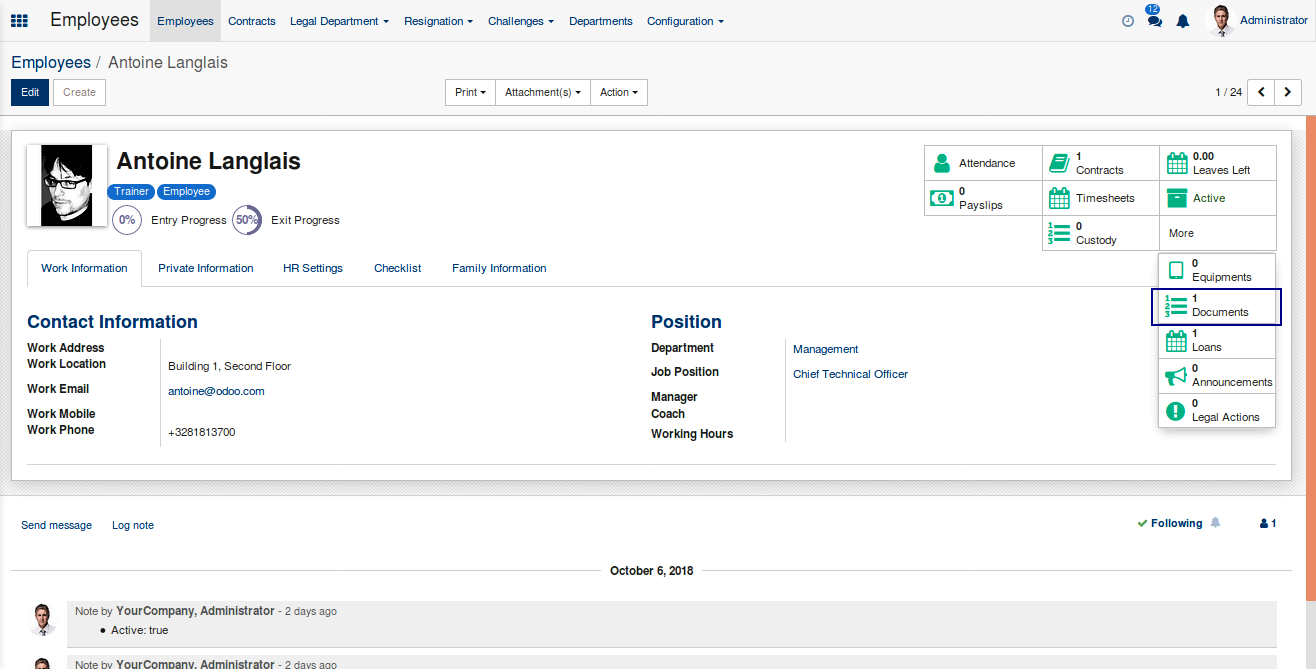 Employees Employees Contracts Legal Department Resignation Challenges Departments Configuration 12 Administrator
Employees / Antoine Langlais
Edit Create Print Attachment(s) Action 1 / 24
Antoine Langlais
Trainer Employee
0% Entry Progress 50% Exit Progress
Attendance 1 Contracts 0.00 Leaves Left
0 Payslips Timesheets Active
0 Custody More
0 Equipments
1 Documents
1 Loans
0 Announcements
0 Legal Actions
Work Information Private Information HR Settings Checklist Family Information
Contact Information
Work Address
Work Location Building 1, Second Floor
Work Email antoine@odoo.com
Work Mobile
Work Phone +3281813700
Position
Department Management
Job Position Chief Technical Officer
Manager
Coach
Working Hours
Send message Log note Following 1
October 6, 2018
Note by YourCompany, Administrator - 2 days ago
• Active: true
Note by YourCompany, Administrator - 2 days ago